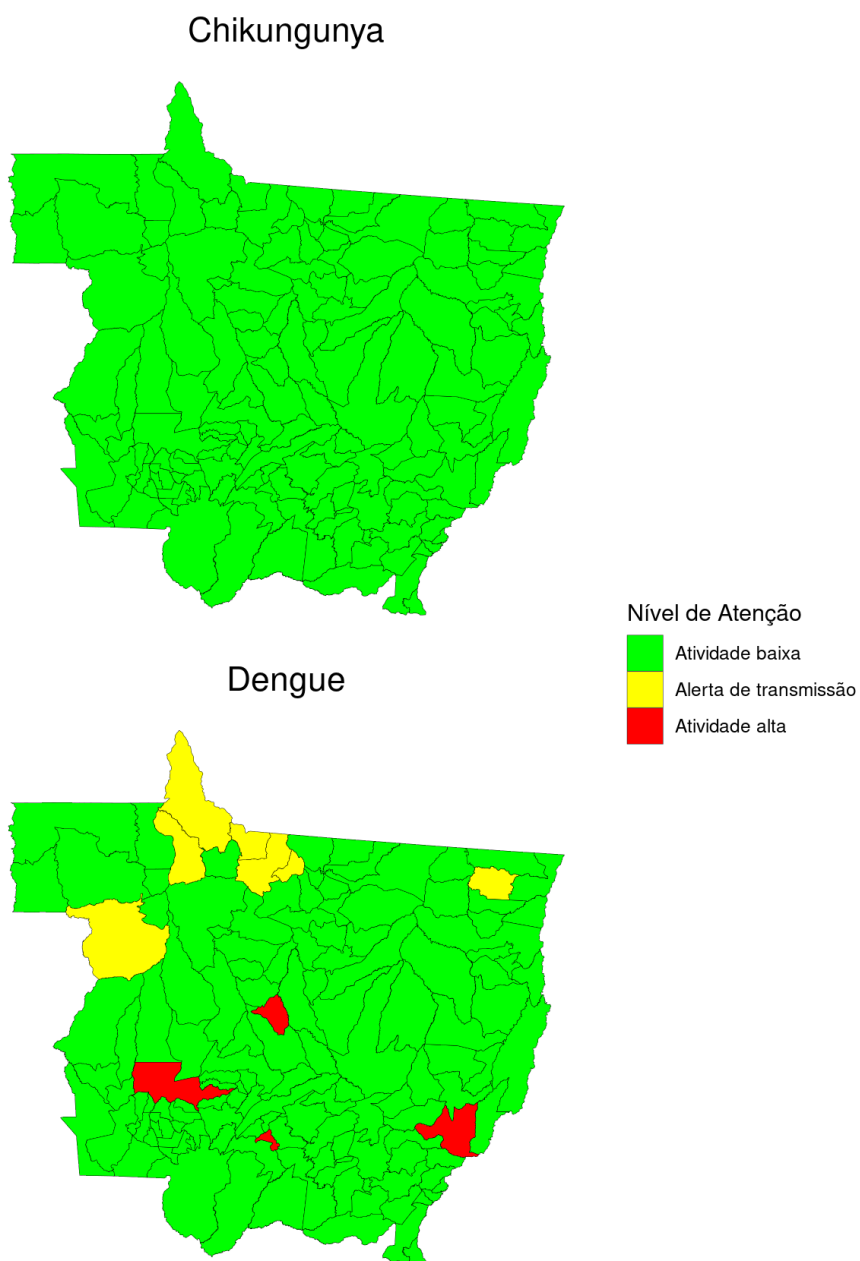 Chikungunya
Nível de Atenção
Atividade baixa
Dengue
Alerta de transmissão
Atividade alta